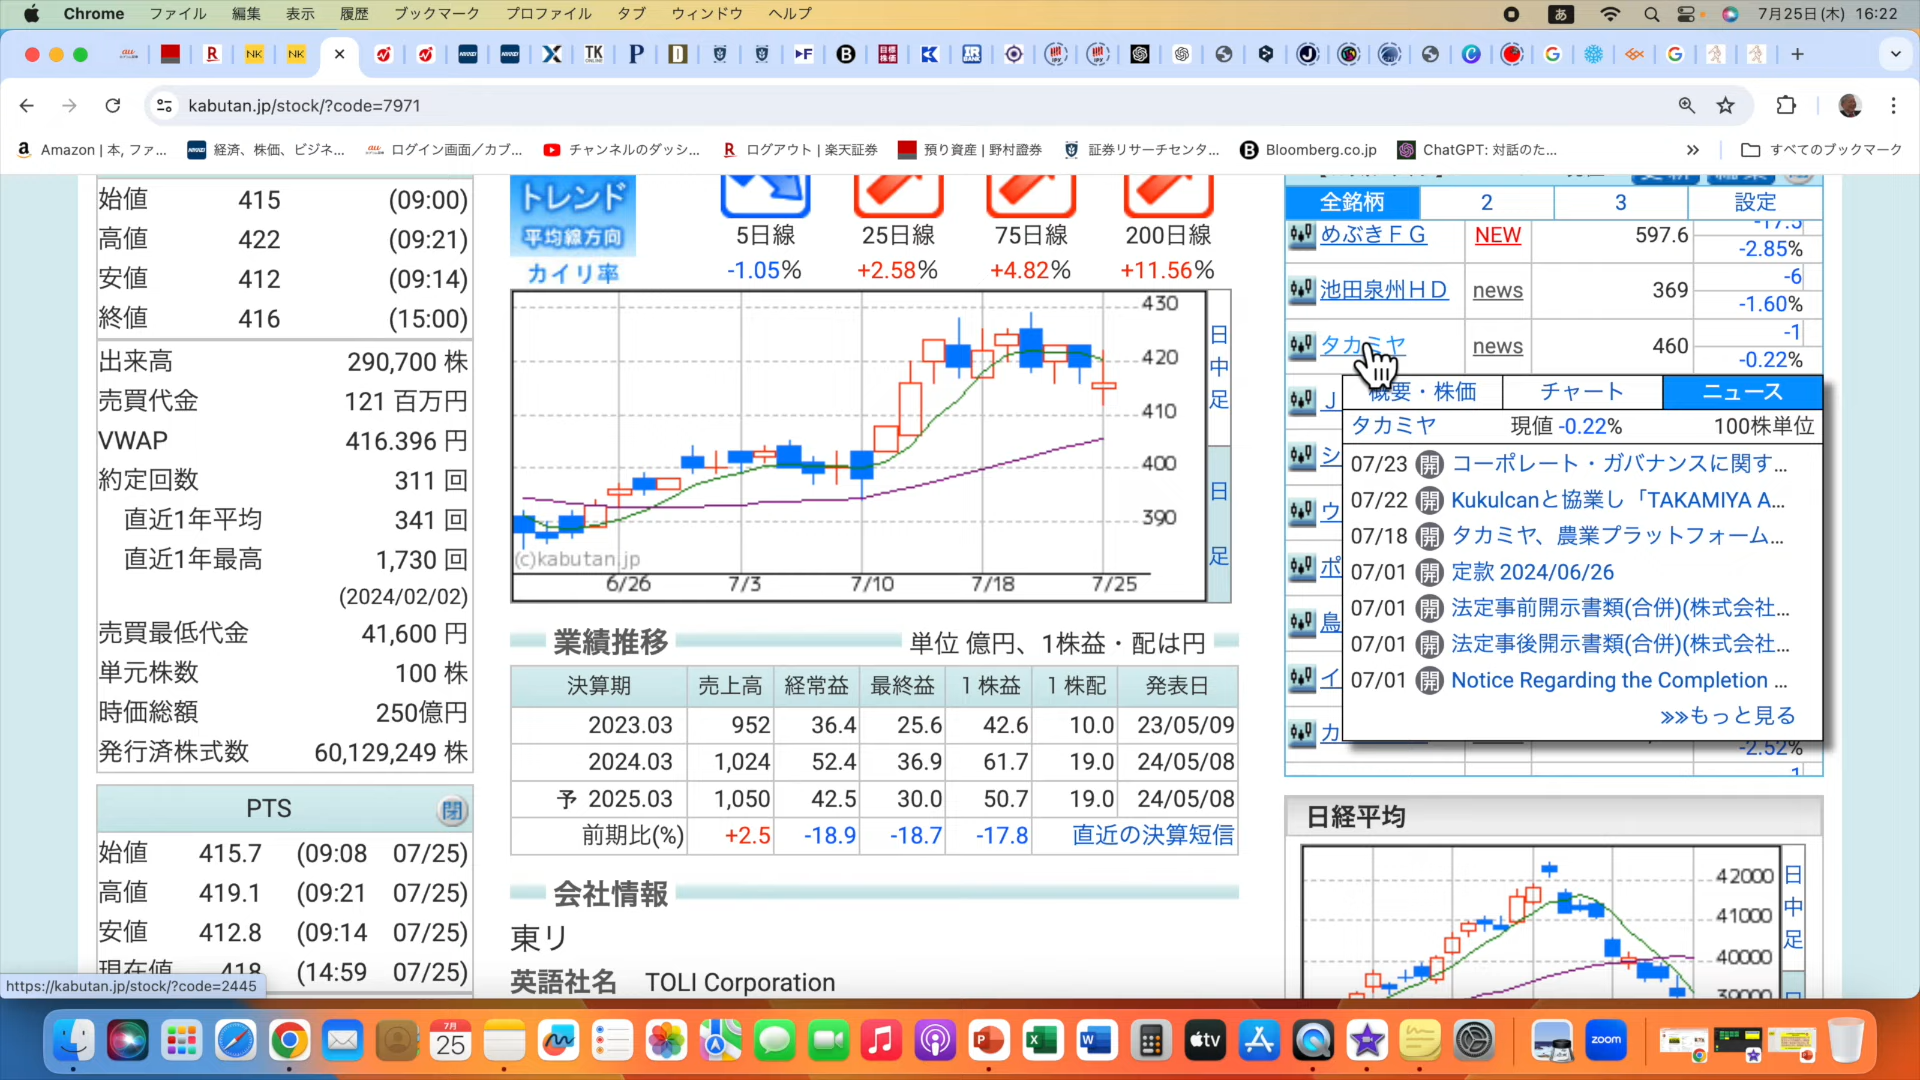 Chrome ファイル 編集 表示 履歴 ブックマーク プロファイル タブ ウィンドウ ヘルプ
あ 7月25日(木) 16:22
kabutan.jp/stock/?code=7971
Amazon | 本, ファ...
経済、株価、ビジネ...
ログイン画面／カブ...
チャンネルのダッシ...
ログアウト | 楽天証券
預り資産 | 野村證券
証券リサーチセンタ...
Bloomberg.co.jp
ChatGPT: 対話のた...
すべてのブックマーク
始値 415 (09:00)
高値 422 (09:21)
安値 412 (09:14)
終値 416 (15:00)
出来高 290,700 株
売買代金 121 百万円
VWAP 416.396 円
約定回数 311 回
直近1年平均 341 回
直近1年最高 1,730 回
(2024/02/02)
売買最低代金 41,600 円
単元株数 100 株
時価総額 250億円
発行済株式数 60,129,249 株
PTS 閉
始値 415.7 (09:08 07/25)
高値 419.1 (09:21 07/25)
安値 412.8 (09:14 07/25)
現在値 418 (14:59 07/25)
https://kabutan.jp/stock/?code=2445
トレンド
平均線方向
カイリ率
5日線 25日線 75日線 200日線
-1.05% +2.58% +4.82% +11.56%
430
420
410
400
390
(c)kabutan.jp
6/26 7/3 7/10 7/18 7/25
日中足
日足
業績推移 単位 億円、1株益・配は円
決算期 売上高 経常益 最終益 1株益 1株配 発表日
2023.03 952 36.4 25.6 42.6 10.0 23/05/09
2024.03 1,024 52.4 36.9 61.7 19.0 24/05/08
予 2025.03 1,050 42.5 30.0 50.7 19.0 24/05/08
前期比(%) +2.5 -18.9 -18.7 -17.8 直近の決算短信
会社情報
東リ
英語社名 TOLI Corporation
全銘柄 2 3 設定
めぶきＦＧ NEW 597.6 -17.5
-2.85%
池田泉州ＨＤ news 369 -6
-1.60%
タカミヤ news 460 -1
-0.22%
概要・株価 チャート ニュース
タカミヤ 現値 -0.22% 100株単位
07/23 開 コーポレート・ガバナンスに関す...
07/22 開 Kukulcanと協業し「TAKAMIYA A...
07/18 開 タカミヤ、農業プラットフォーム...
07/01 開 定款 2024/06/26
07/01 開 法定事前開示書類(合併)(株式会社...
07/01 開 法定事後開示書類(合併)(株式会社...
07/01 開 Notice Regarding the Completion ...
≫もっと見る
-2.52%
日経平均
42000
41000
40000
39000
日中足
7月
25
zoom